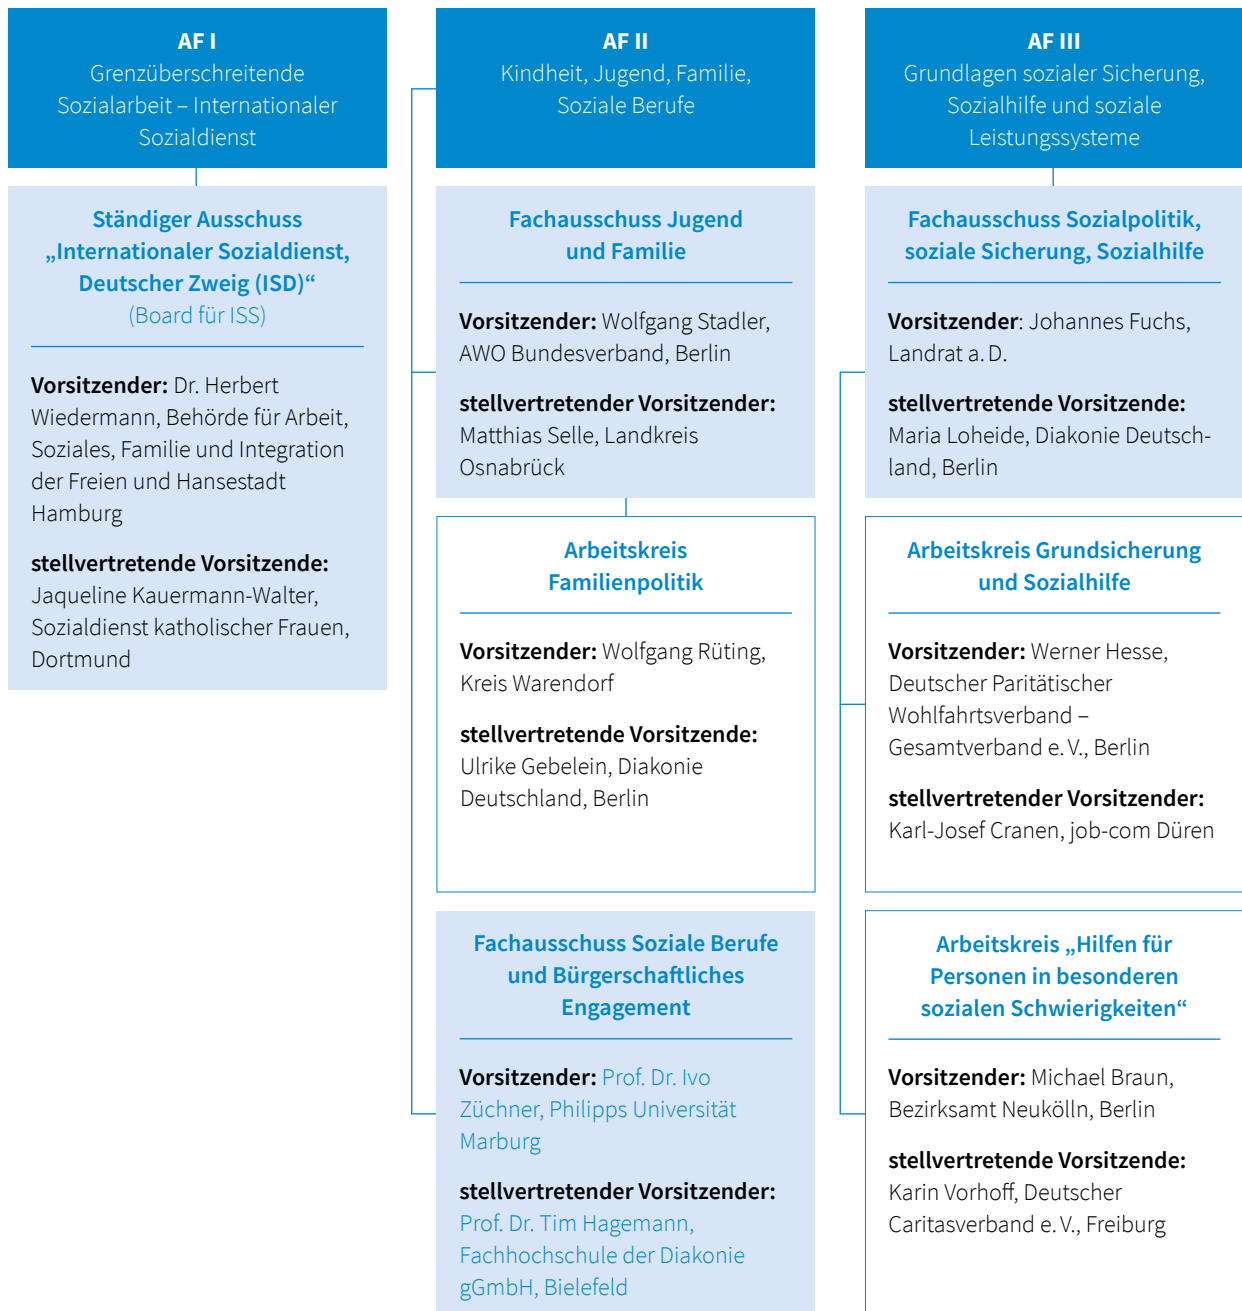 AF I
Grenzüberschreitende
Sozialarbeit – Internationaler
Sozialdienst
Ständiger Ausschuss
„Internationaler Sozialdienst,
Deutscher Zweig (ISD)“
(Board für ISS)
Vorsitzender: Dr. Herbert
Wiedermann, Behörde für Arbeit,
Soziales, Familie und Integration
der Freien und Hansestadt
Hamburg
stellvertretende Vorsitzende:
Jaqueline Kauermann-Walter,
Sozialdienst katholischer Frauen,
Dortmund
AF II
Kindheit, Jugend, Familie,
Soziale Berufe
Fachausschuss Jugend
und Familie
Vorsitzender: Wolfgang Stadler,
AWO Bundesverband, Berlin
stellvertretender Vorsitzender:
Matthias Selle, Landkreis
Osnabrück
Arbeitskreis
Familienpolitik
Vorsitzender: Wolfgang Rüting,
Kreis Warendorf
stellvertretende Vorsitzende:
Ulrike Gebelein, Diakonie
Deutschland, Berlin
Fachausschuss Soziale Berufe
und Bürgerschaftliches
Engagement
Vorsitzender: Prof. Dr. Ivo
Züchner, Philipps Universität
Marburg
stellvertretender Vorsitzender:
Prof. Dr. Tim Hagemann,
Fachhochschule der Diakonie
gGmbH, Bielefeld
AF III
Grundlagen sozialer Sicherung,
Sozialhilfe und soziale
Leistungssysteme
Fachausschuss Sozialpolitik,
soziale Sicherung, Sozialhilfe
Vorsitzender: Johannes Fuchs,
Landrat a. D.
stellvertretende Vorsitzende:
Maria Loheide, Diakonie Deutsch-
land, Berlin
Arbeitskreis Grundsicherung
und Sozialhilfe
Vorsitzender: Werner Hesse,
Deutscher Paritätischer
Wohlfahrtsverband –
Gesamtverband e. V., Berlin
stellvertretender Vorsitzender:
Karl-Josef Cranen, job-com Düren
Arbeitskreis „Hilfen für
Personen in besonderen
sozialen Schwierigkeiten“
Vorsitzender: Michael Braun,
Bezirksamt Neukölln, Berlin
stellvertretende Vorsitzende:
Karin Vorhoff, Deutscher
Caritasverband e. V., Freiburg